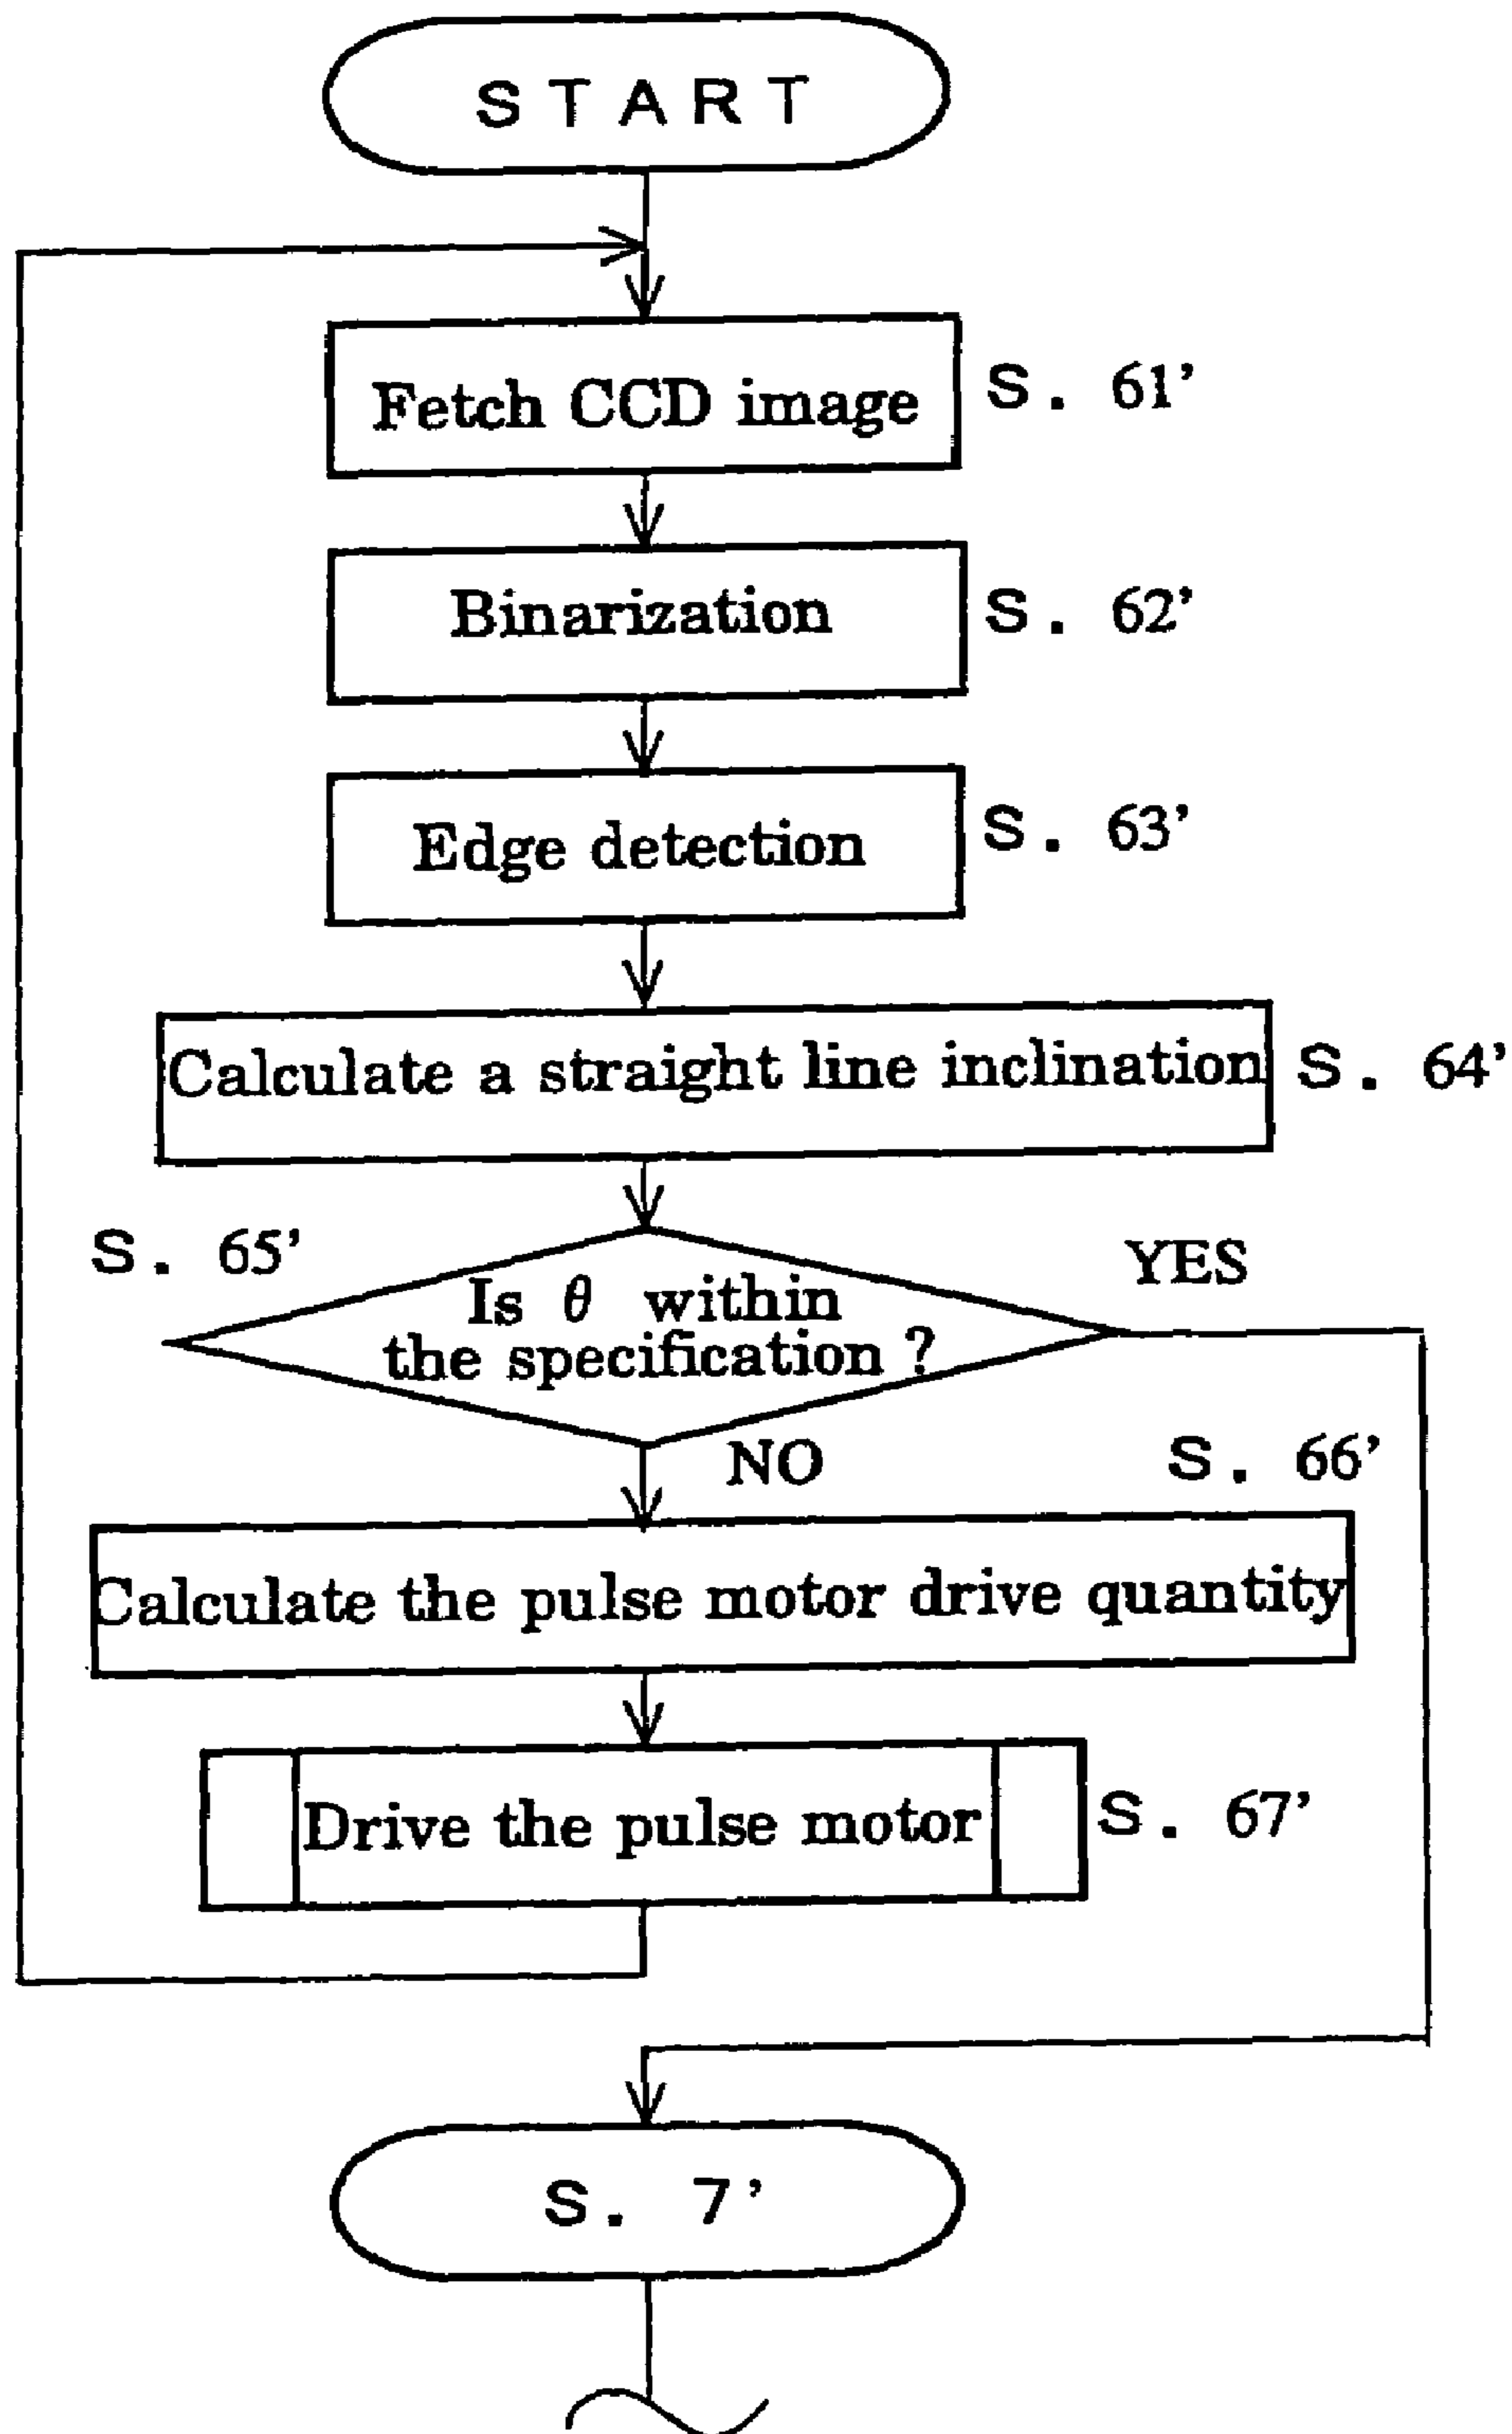 START
Fetch CCD image
S. 61'
Binarization
S. 62'
Edge detection
S. 63'
Calculate a straight line inclination
S. 64'
S. 65'
Is θ within
the specification ?
YES
NO
S. 66'
Calculate the pulse motor drive quantity
Drive the pulse motor
S. 67'
S. 7'